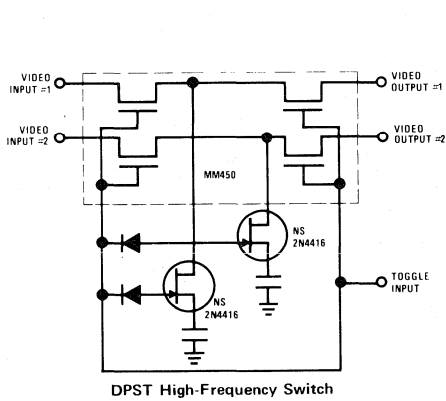 VIDEO
INPUT #1
VIDEO
OUTPUT #1
VIDEO
INPUT #2
VIDEO
OUTPUT #2
MM450
NS
2N4416
NS
2N4416
TOGGLE
INPUT
DPST High-Frequency Switch